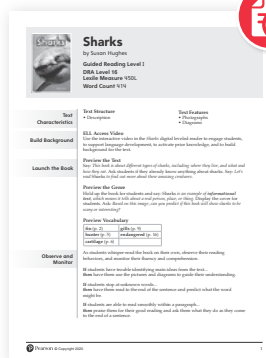 Sharks
Sharks
by Susan Hughes
Guided Reading Level I
DRA Level 16
Lexile Measure 450L
Word Count 414
Text Characteristics
Text Structure
• Description
Text Features
• Photographs
• Diagrams
Build Background
ELL Access Video
Use the interactive video in the Sharks digital leveled reader to engage students,
to support language development, to activate prior knowledge, and to build
background for the text.
Launch the Book
Preview the Text
Say: This book is about different types of sharks, including where they live, and what and
how they eat. Ask students if they already know anything about sharks. Say: Let's
read Sharks to find out more about these amazing creatures.
Preview the Genre
Hold up the book for students and say: Sharks is an example of informational
text, which means it tells about a real person, place, or thing. Display the cover for
students. Ask: Based on this image, can you predict if this book will show sharks to be
scary or interesting?
Preview Vocabulary
fin (p. 2) gills (p. 9)
hunter (p. 5) endangered (p. 16)
cartilage (p. 6)
Observe and Monitor
As students whisper-read the book on their own, observe their reading
behaviors, and monitor their fluency and comprehension.
If students have trouble identifying main ideas from the text…
then have them use the pictures and diagrams to guide their understanding.
If students stop at unknown words…
then have them read to the end of the sentence and predict what the word
might be.
If students are able to read smoothly within a paragraph…
then praise them for their good reading and ask them what they do as they come
to the end of a sentence.
Pearson © Copyright 2020
1